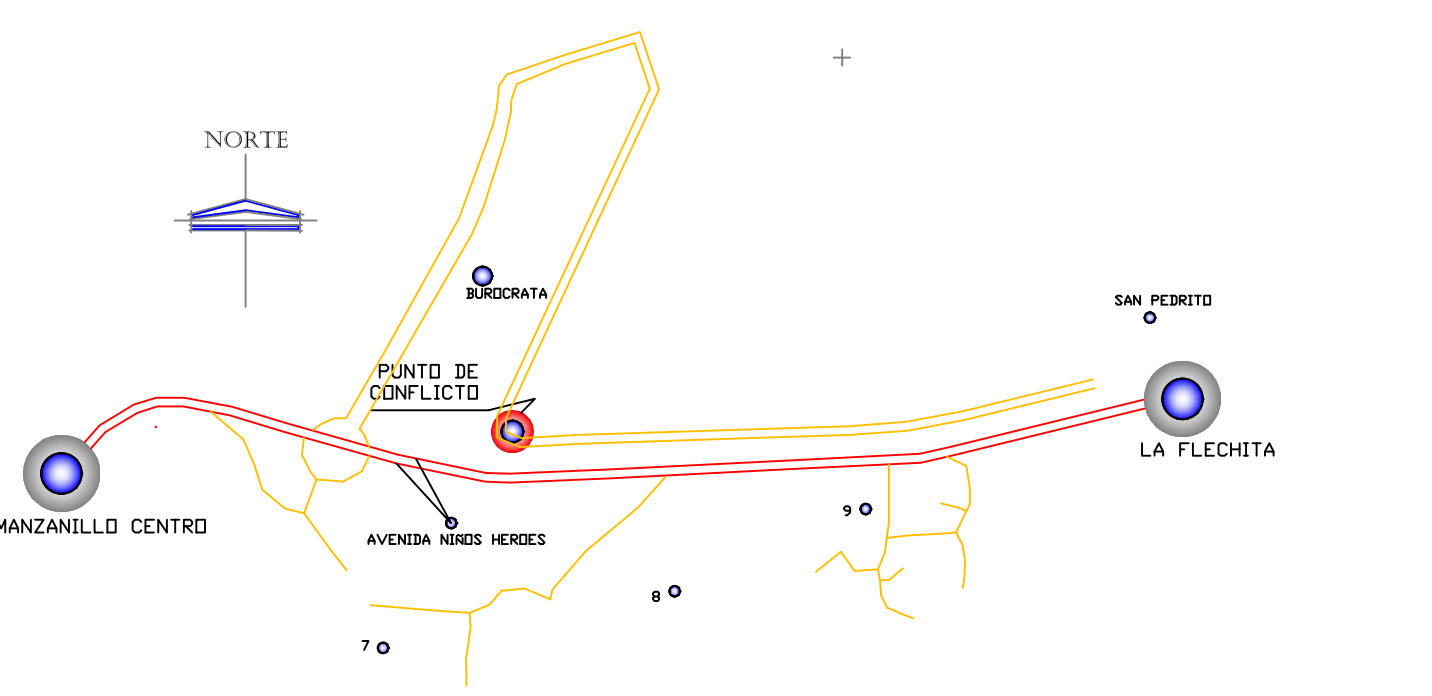 NORTE
BUROCRATA
SAN PEDRITO
PUNTO DE
CONFLICTO
LA FLECHITA
MANZANILLO CENTRO
9
AVENIDA NIÑOS HEROES
8
7